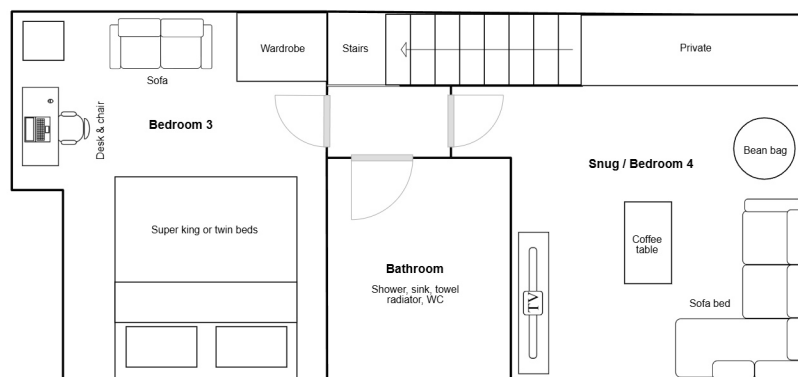 Wardrobe
Stairs
Private
Sofa
Desk & chair
Bedroom 3
Bean bag
Snug / Bedroom 4
Super king or twin beds
Coffee
table
Bathroom
Shower, sink, towel
radiator, WC
TV
Sofa bed